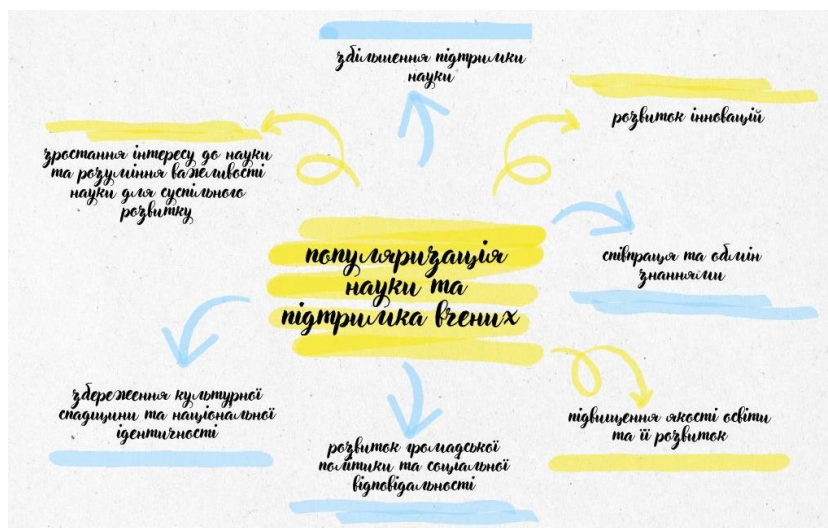 збільшення підтримки
науки
розвиток інновацій
зростання інтересу до науки
та розуміння важливості
науки для суспільного
розвитку
популяризація
науки та
підтримка вчених
співпраця та обмін
знаннями
збереження культурної
спадщини та національної
ідентичності
підвищення якості освіти
та її розвиток
розвиток громадської
політики та соціальної
відповідальності